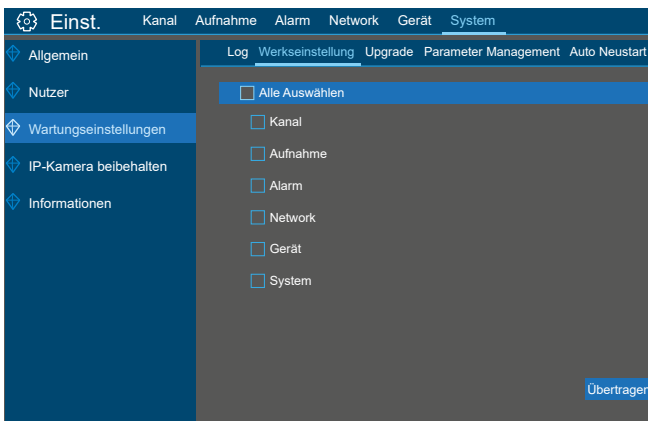 Einst. Kanal Aufnahme Alarm Network Gerät System
Log Werkseinstellung Upgrade Parameter Management Auto Neustart
Allgemein
Nutzer
Wartungseinstellungen
IP-Kamera beibehalten
Informationen
Alle Auswählen
Kanal
Aufnahme
Alarm
Network
Gerät
System
Übertragen